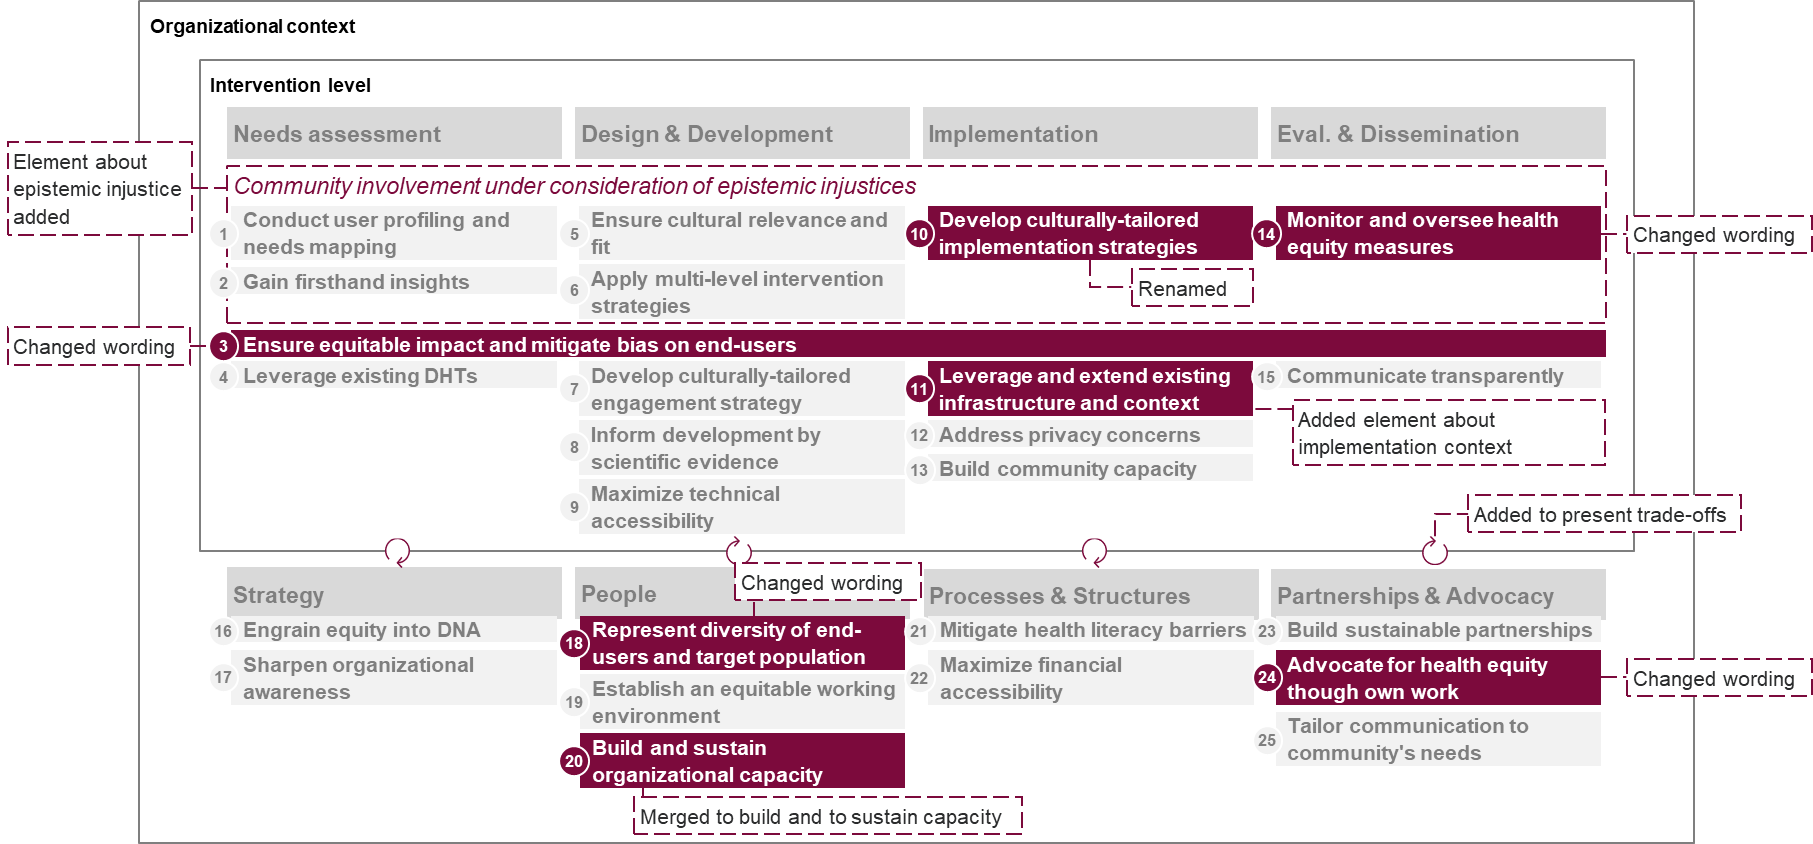 Organizational context
Intervention level
Needs assessment
Design & Development
Implementation
Eval. & Dissemination
Element about
epistemic injustice
added
Community involvement under consideration of epistemic injustices
1
Conduct user profiling and
needs mapping
2
Gain firsthand insights
5
Ensure cultural relevance and
fit
6
Apply multi-level intervention
strategies
10
Develop culturally-tailored
implementation strategies
Renamed
14
Monitor and oversee health
equity measures
Changed wording
Changed wording
3
Ensure equitable impact and mitigate bias on end-users
4
Leverage existing DHTs
7
Develop culturally-tailored
engagement strategy
8
Inform development by
scientific evidence
9
Maximize technical
accessibility
11
Leverage and extend existing
infrastructure and context
12
Address privacy concerns
13
Build community capacity
15
Communicate transparently
Added element about
implementation context
Added to present trade-offs
Strategy
People
Changed wording
Processes & Structures
Partnerships & Advocacy
16
Engrain equity into DNA
17
Sharpen organizational
awareness
18
Represent diversity of end-
users and target population
19
Establish an equitable working
environment
20
Build and sustain
organizational capacity
Merged to build and to sustain capacity
21
Mitigate health literacy barriers
22
Maximize financial
accessibility
23
Build sustainable partnerships
24
Advocate for health equity
though own work
Changed wording
25
Tailor communication to
community's needs